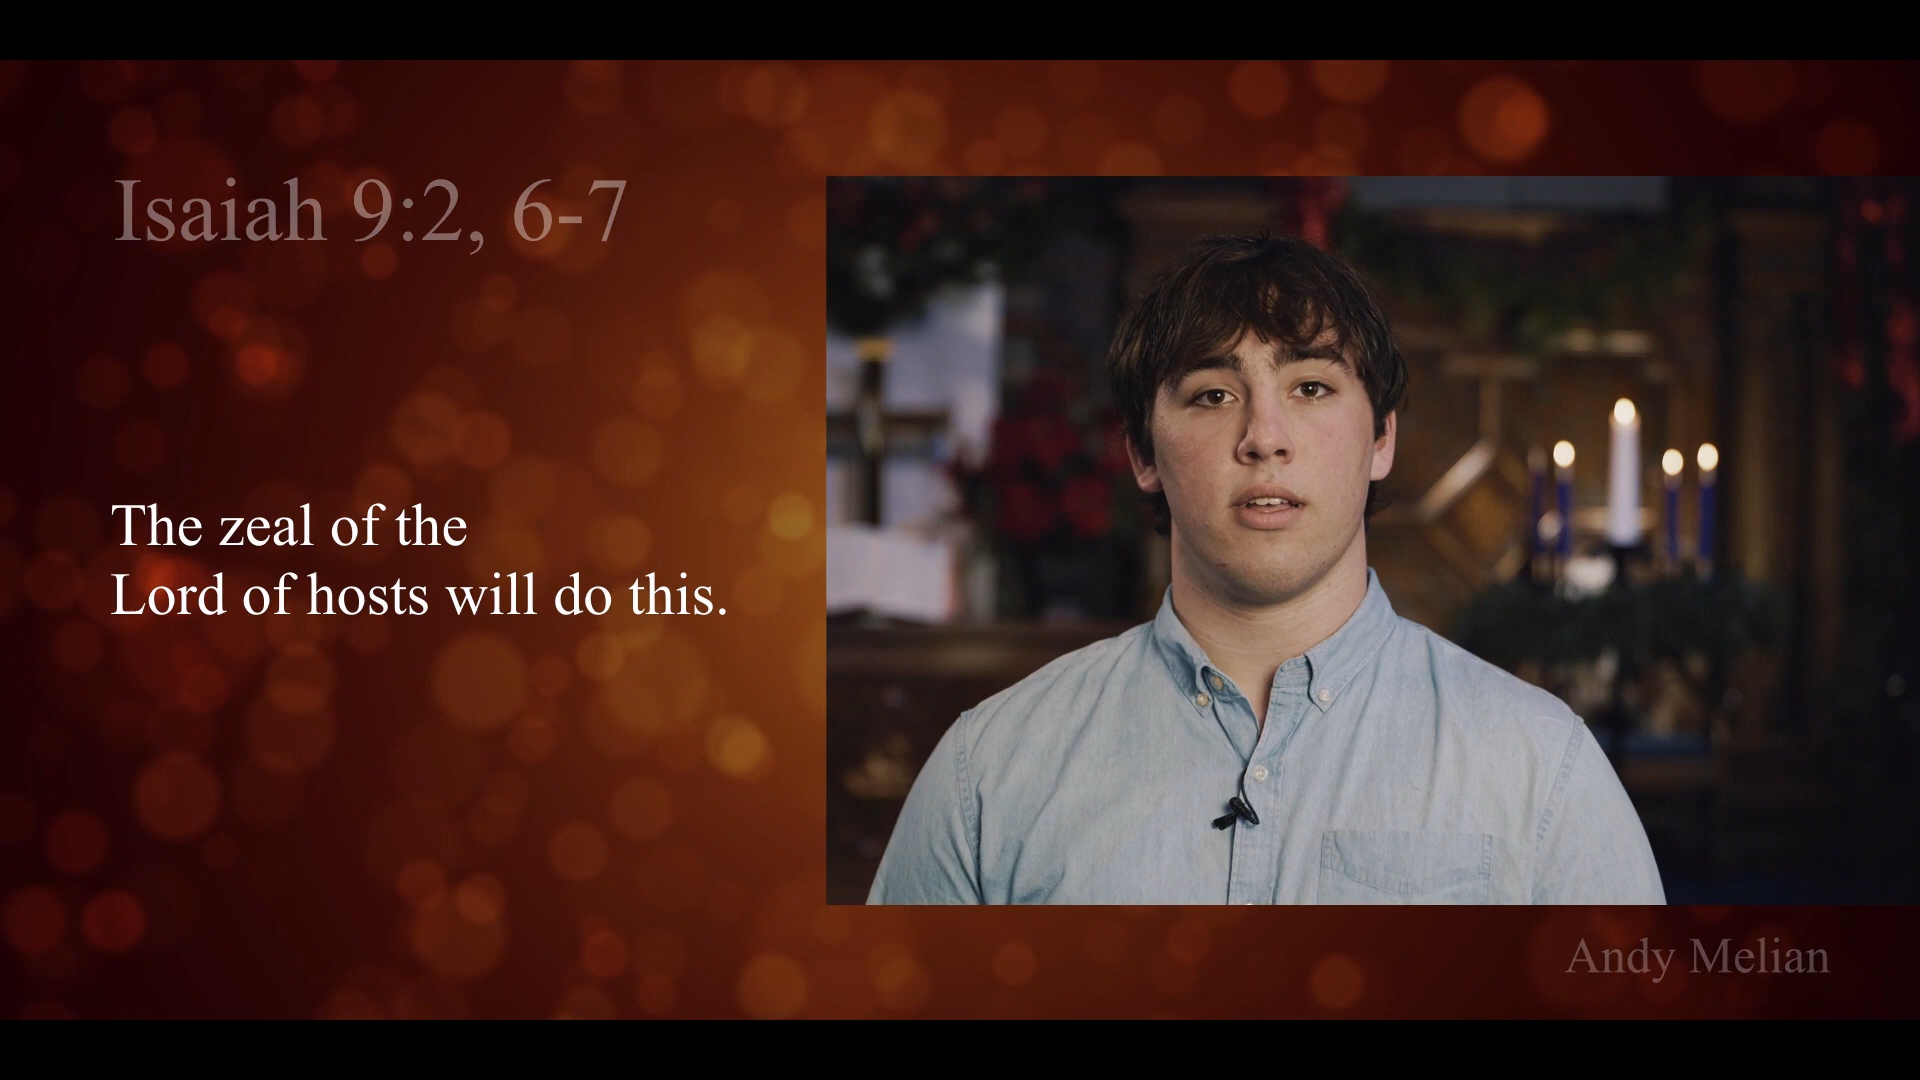 Isaiah 9:2, 6-7
The zeal of the
Lord of hosts will do this.
Andy Melian